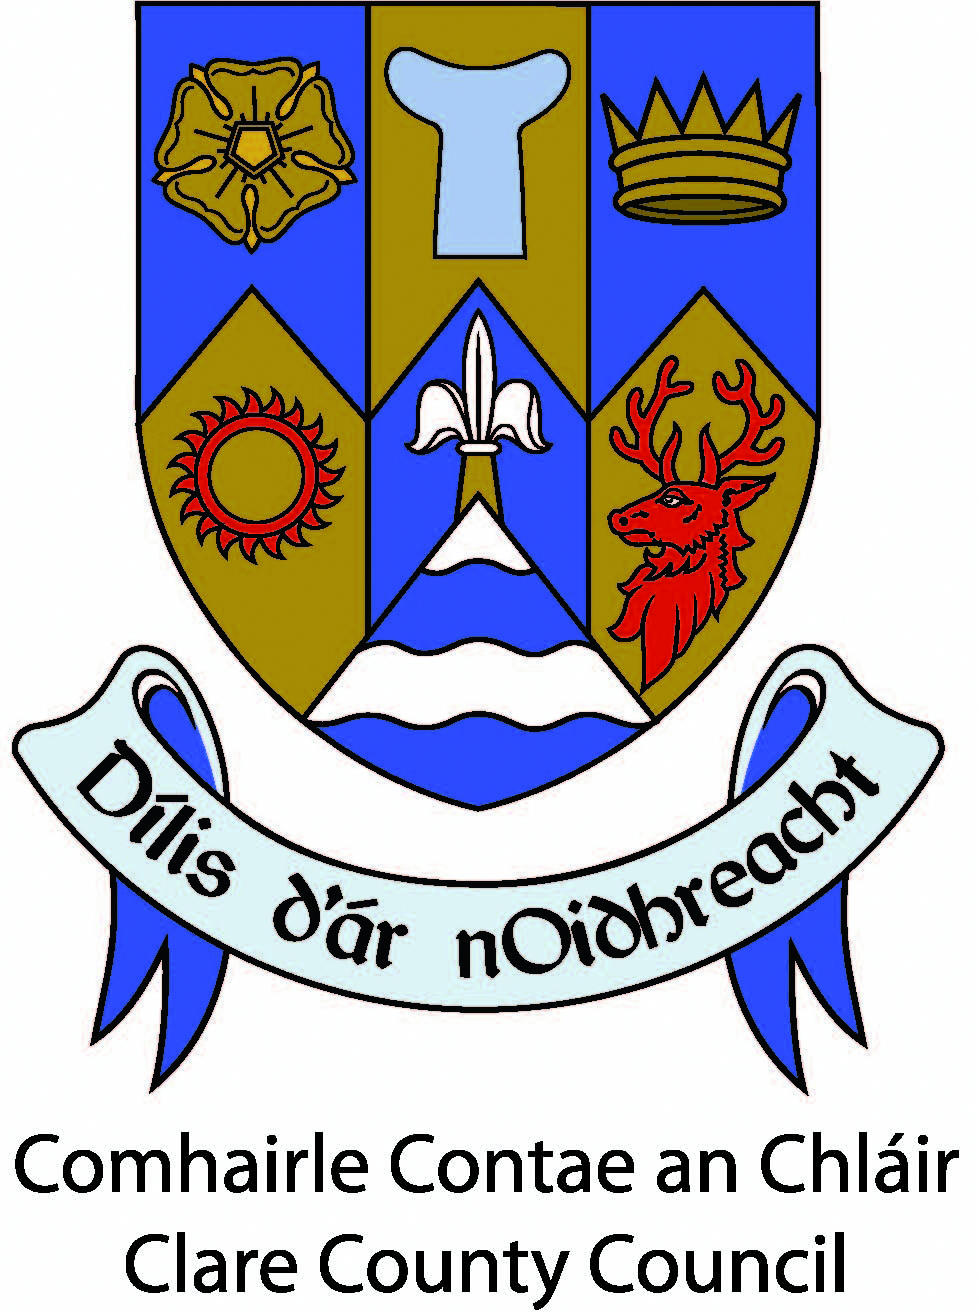 Dílis d'ár nOidhreacht
Comhairle Contae an Chláir
Clare County Council